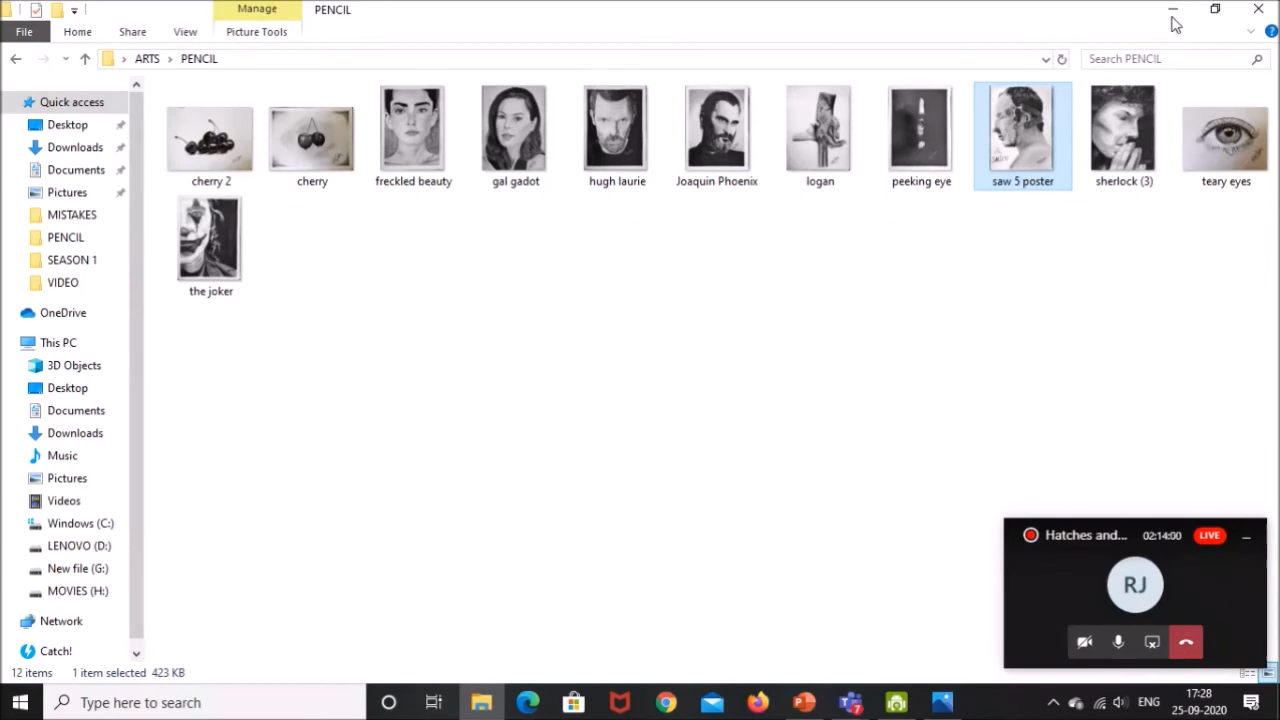 Manage
PENCIL
File
Home
Share
View
Picture Tools
ARTS
PENCIL
Search PENCIL
Quick access
Desktop
Downloads
Documents
Pictures
MISTAKES
PENCIL
SEASON 1
VIDEO
OneDrive
This PC
3D Objects
Desktop
Documents
Downloads
Music
Pictures
Videos
Windows (C:)
LENOVO (D:)
New file (G:)
MOVIES (H:)
Network
Catch!
cherry 2
cherry
freckled beauty
gal gadot
hugh laurie
Joaquin Phoenix
logan
peeking eye
saw 5 poster
sherlock (3)
teary eyes
the joker
Hatches and...
02:14:00
LIVE
RJ
12 items
1 item selected 423 KB
Type here to search
7
ENG
17:28
25-09-2020